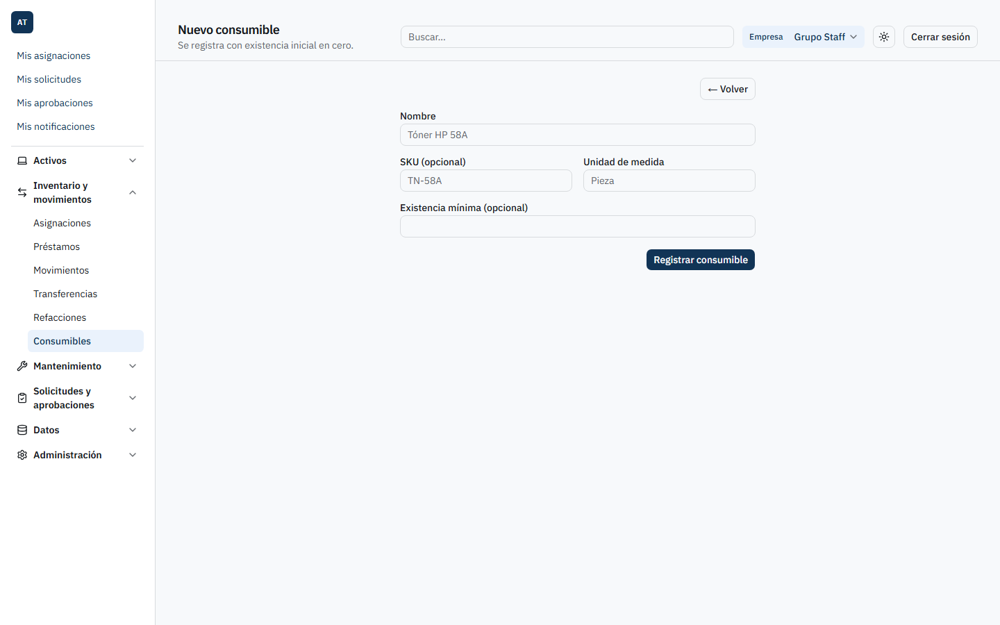 AT
Mis asignaciones
Mis solicitudes
Mis aprobaciones
Mis notificaciones
Activos
Inventario y
movimientos
Asignaciones
Préstamos
Movimientos
Transferencias
Refacciones
Consumibles
Mantenimiento
Solicitudes y
aprobaciones
Datos
Administración
Nuevo consumible
Se registra con existencia inicial en cero.
Buscar...
Empresa Grupo Staff
Cerrar sesión
← Volver
Nombre
Tóner HP 58A
SKU (opcional)
TN-58A
Unidad de medida
Pieza
Existencia mínima (opcional)
Registrar consumible